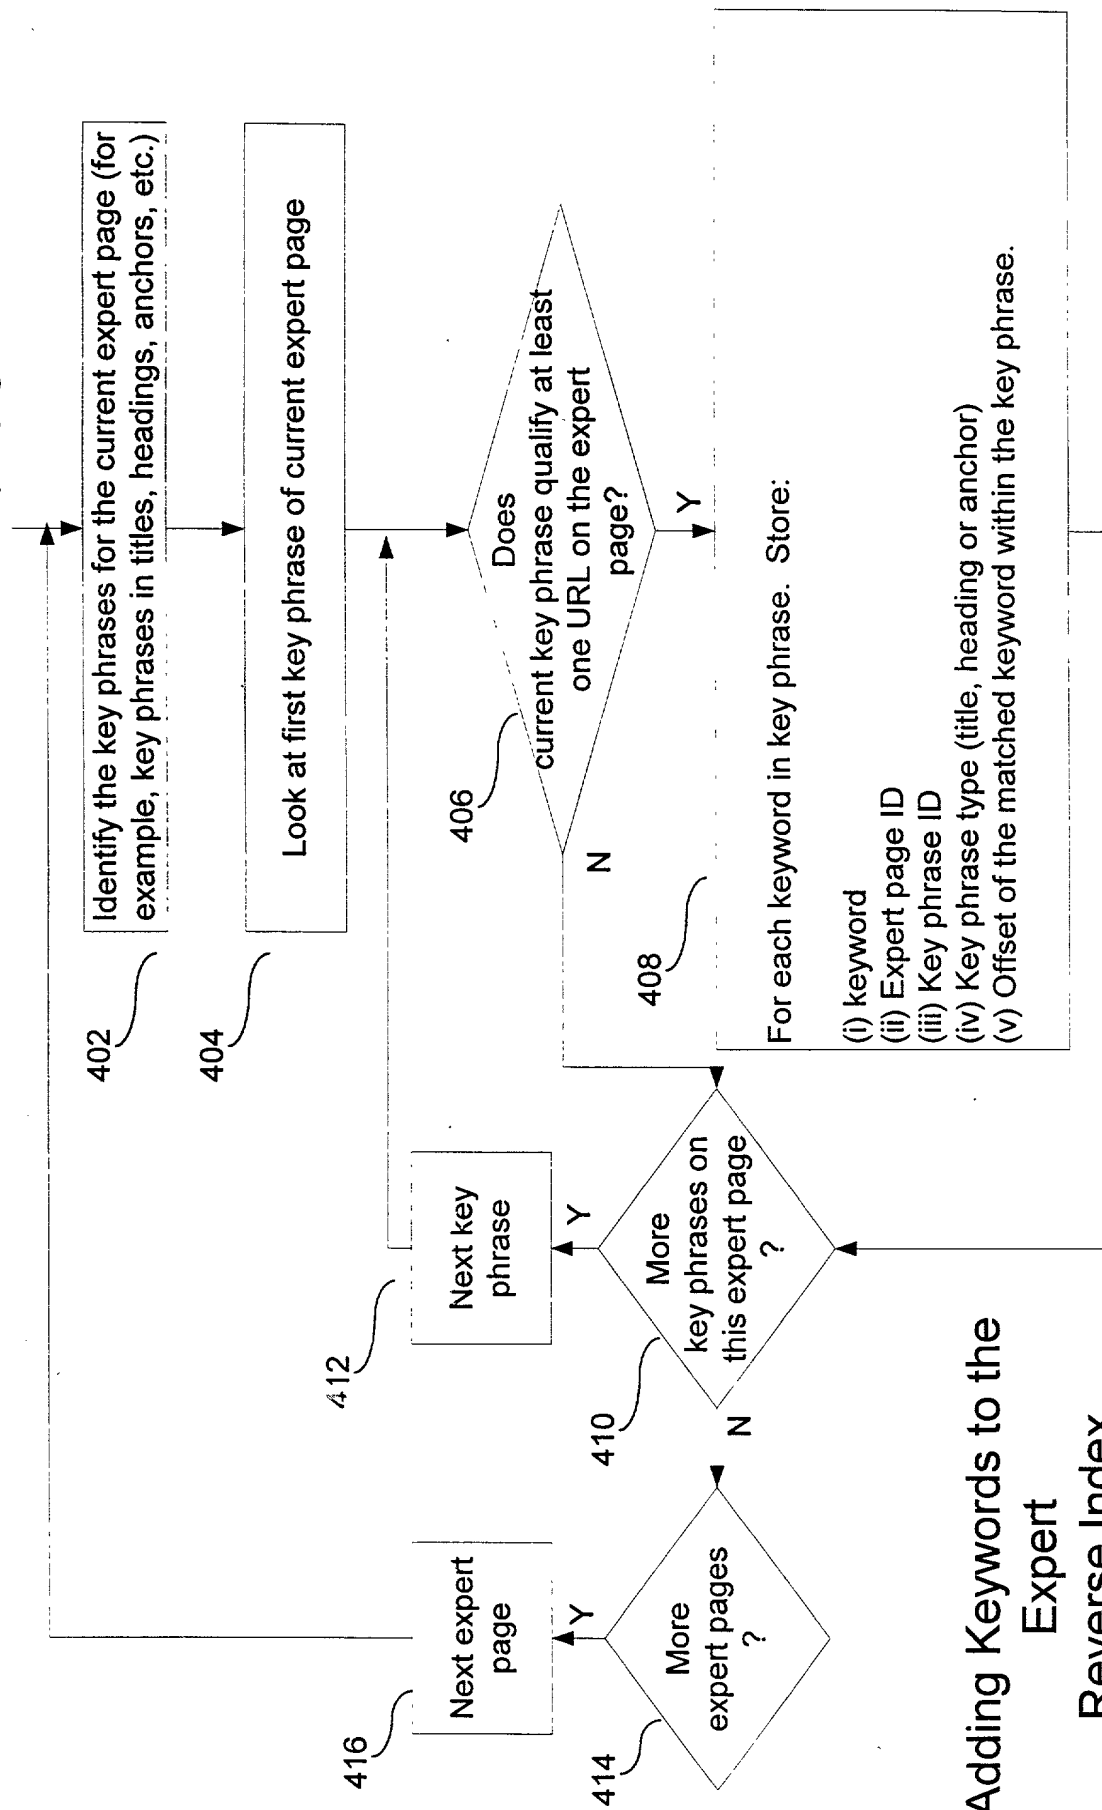 Identify the key phrases for the current expert page (for
example, key phrases in titles, headings, anchors, etc.)
402
Look at first key phrase of current expert page
404
Does
current key phrase qualify at least
one URL on the expert
page?
406
Y
N
For each keyword in key phrase. Store:
(i) keyword
(ii) Expert page ID
(iii) Key phrase ID
(iv) Key phrase type (title, heading or anchor)
(v) Offset of the matched keyword within the key phrase.
408
More
key phrases on
this expert page
?
410
Y
N
Next key
phrase
412
More
expert pages
?
414
Y
Next expert
page
416
Adding Keywords to the
Expert
Reverse Index